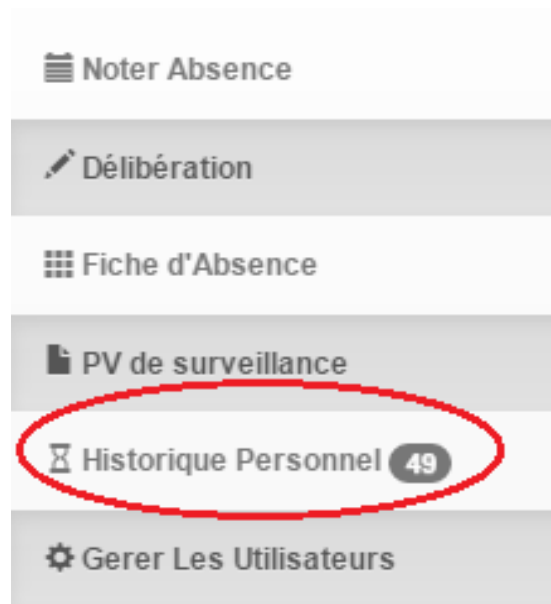 Noter Absence
Délibération
Fiche d'Absence
PV de surveillance
Historique Personnel 49
Gerer Les Utilisateurs